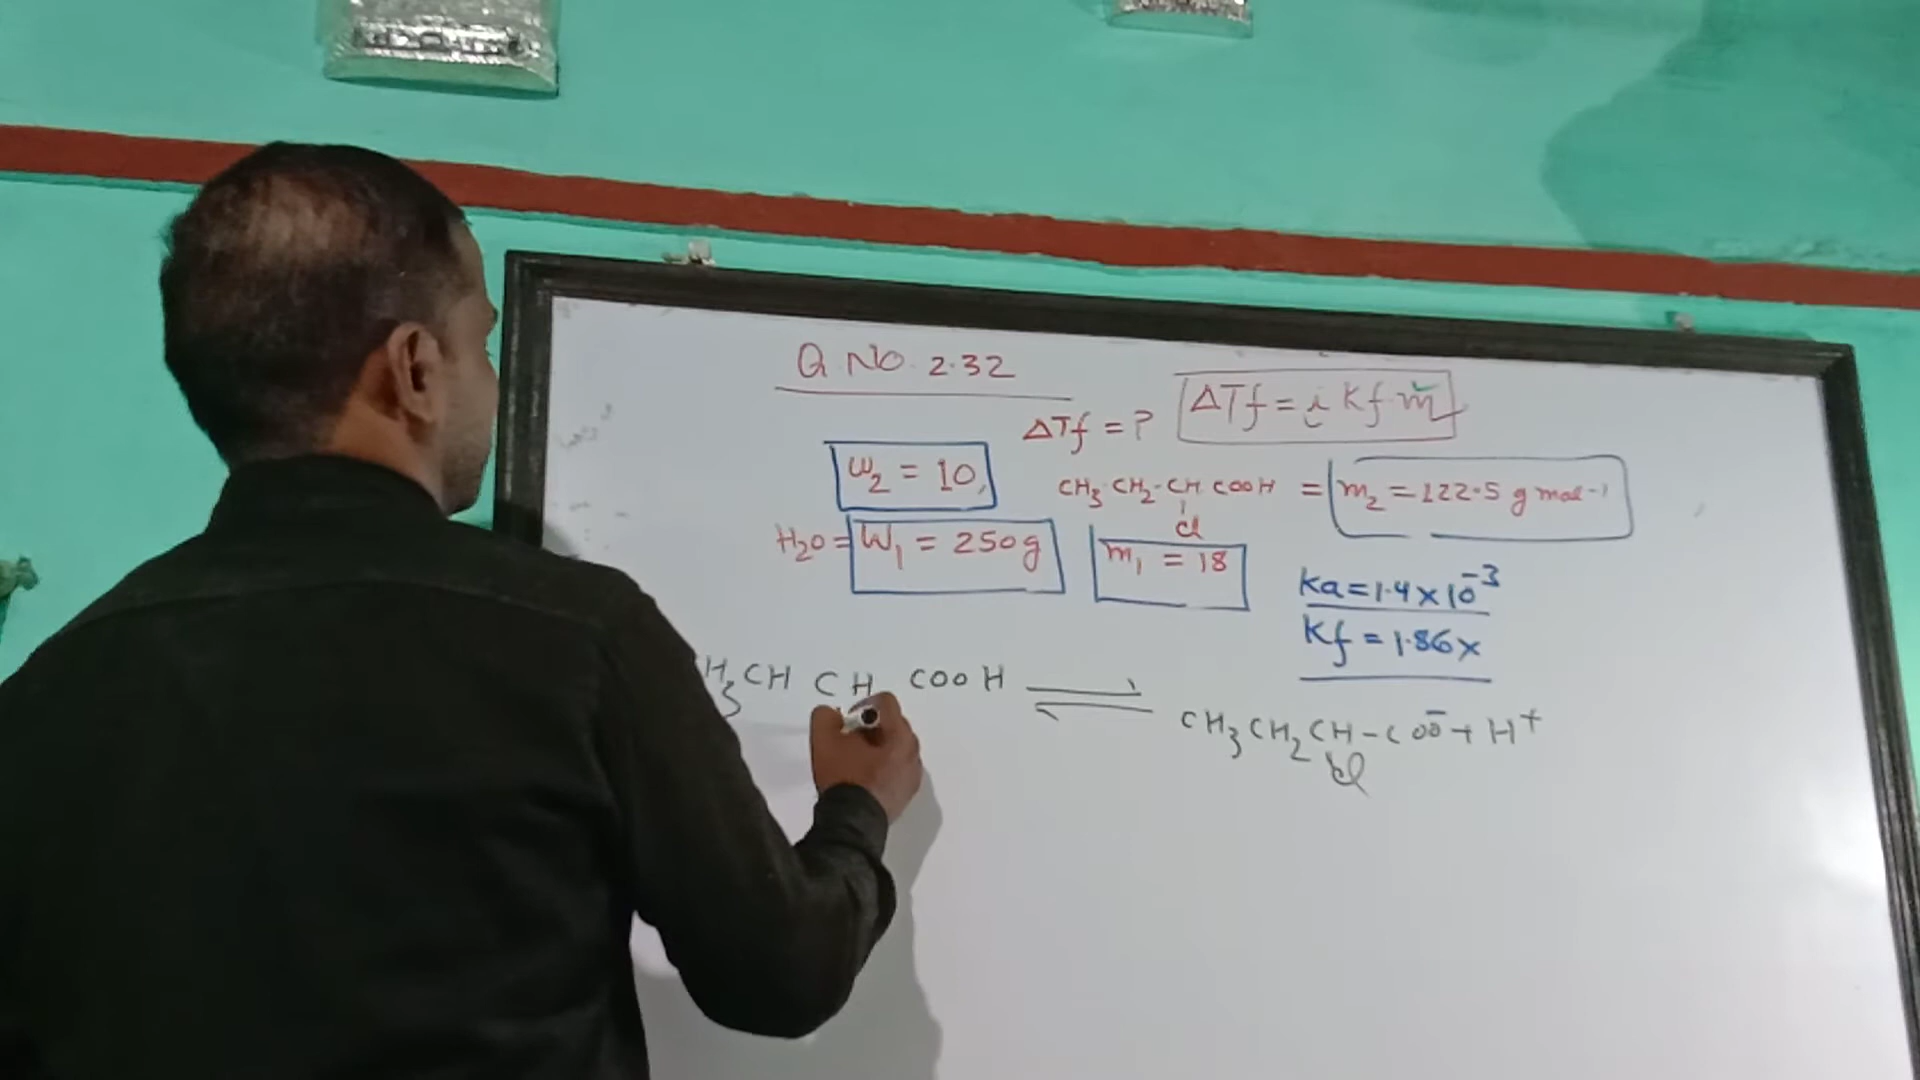 Q NO. 2.32
ΔTf = ? ΔTf = i Kf m
W2 = 10, CH3-CH2-CH COOH = m2 = 122.5 g mol-1
Cl
H2O = W1 = 250g m1 = 18
Ka = 1.4 x 10-3
Kf = 1.86 x
H3 CH CH COOH ⇌ CH3CH2CH-COO- + H+
Cl